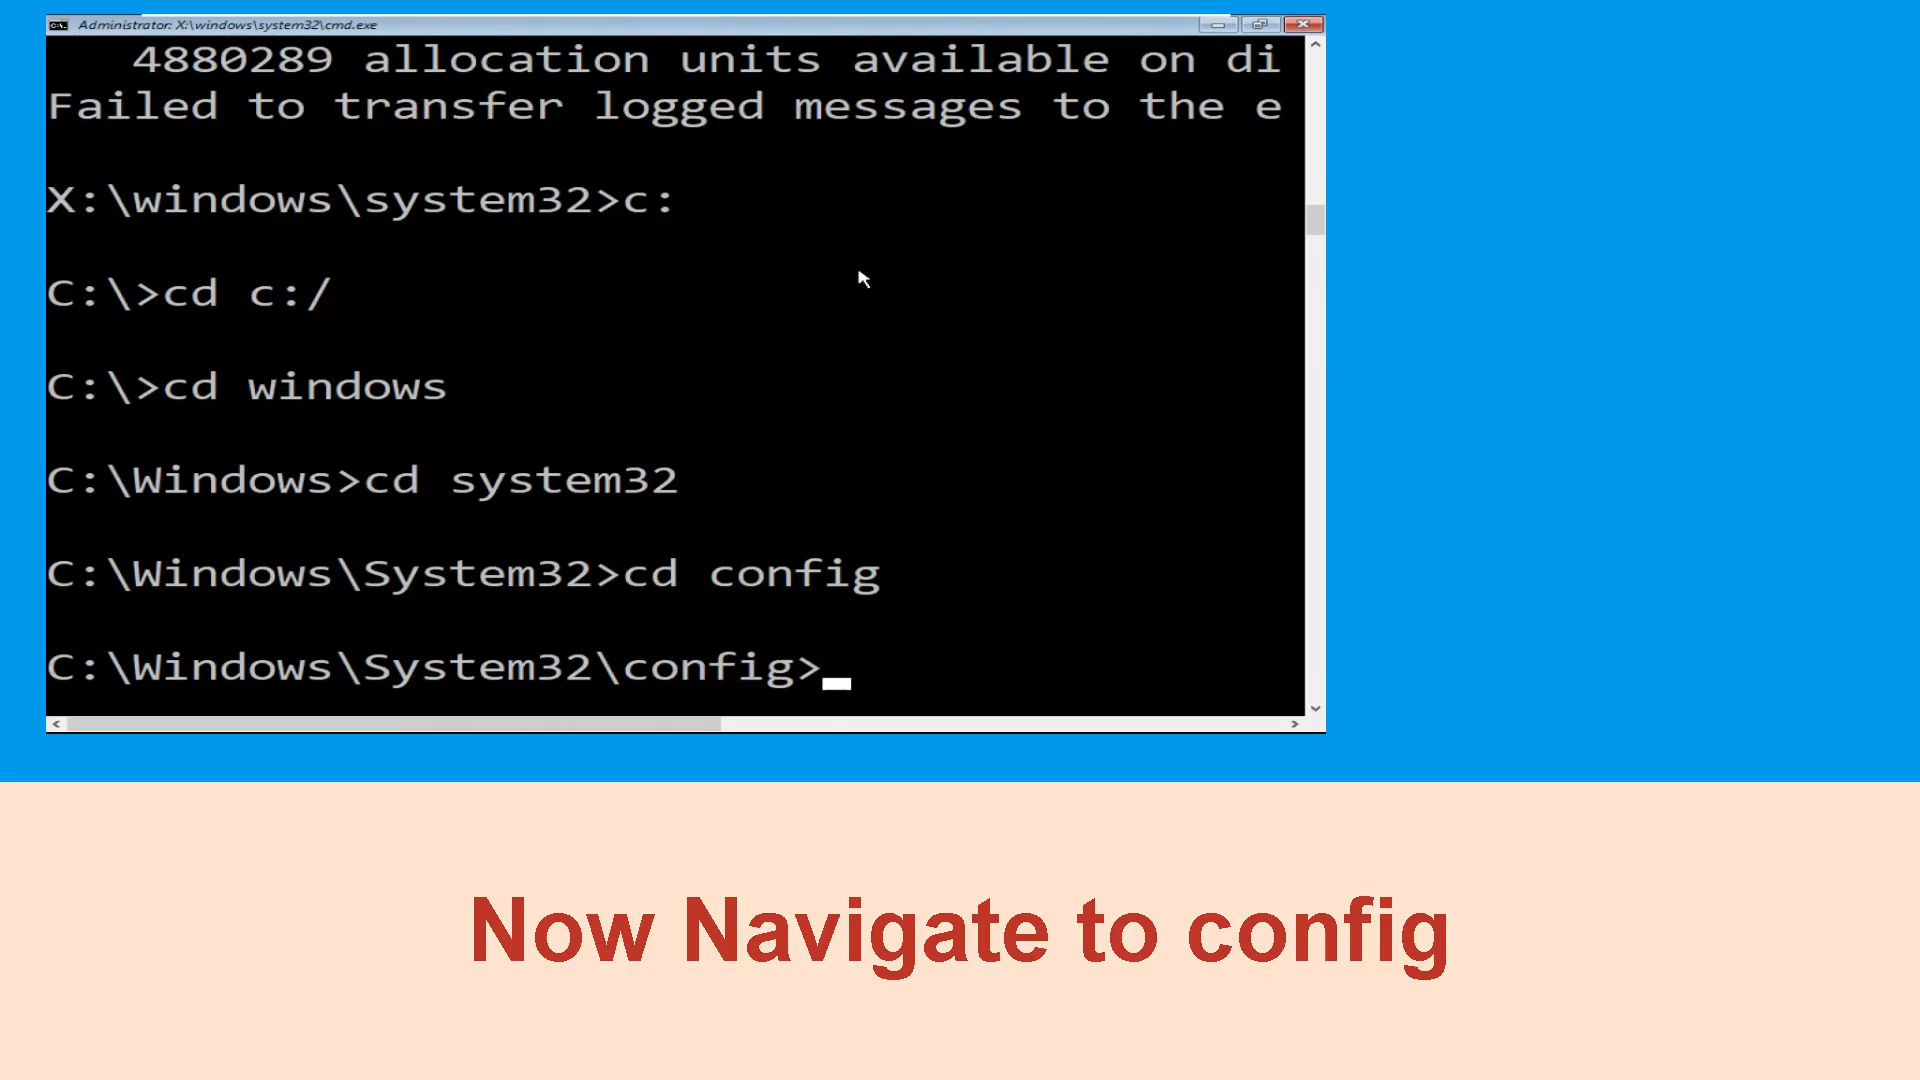 Administrator: X:\windows\system32\cmd.exe
4880289 allocation units available on di
Failed to transfer logged messages to the e
X:\windows\system32>c:
C:\>cd c:/
C:\>cd windows
C:\Windows>cd system32
C:\Windows\System32>cd config
C:\Windows\System32\config>
Now Navigate to config